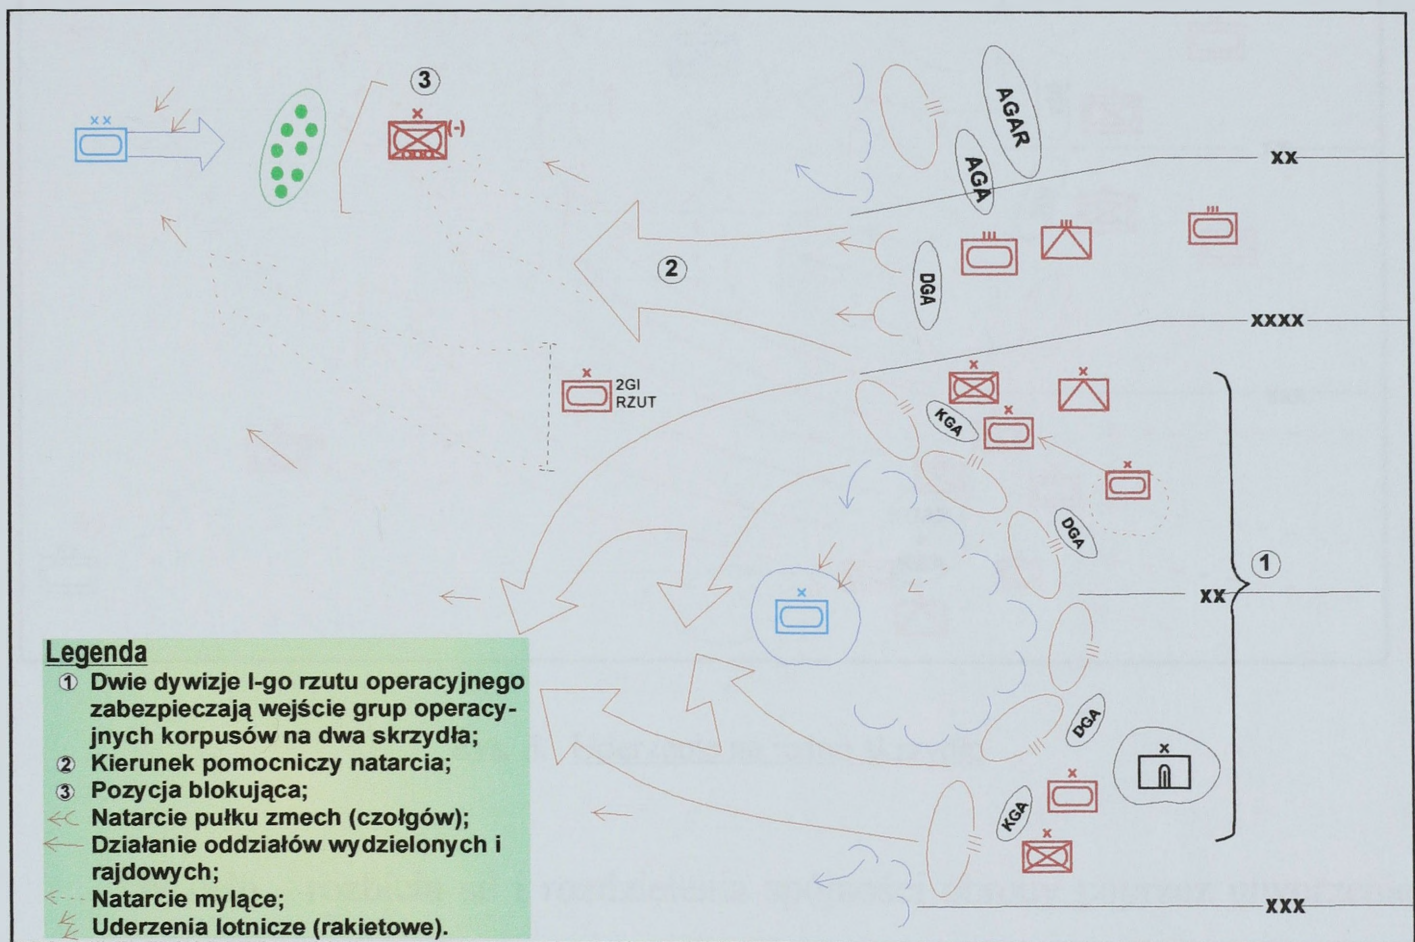 3
(-)
AGAR
AGA
xx
2
DGA
xxxx
2GI
RZUT
KGA
DGA
1
xx
DGA
KGA
xxx
Legenda
1 Dwie dywizje I-go rzutu operacyjnego
zabezpieczają wejście grup operacy-
jnych korpusów na dwa skrzydła;
2 Kierunek pomocniczy natarcia;
3 Pozycja blokująca;
Natarcie pułku zmech (czołgów);
Działanie oddziałów wydzielonych i
rajdowych;
Natarcie mylące;
Uderzenia lotnicze (rakietowe).